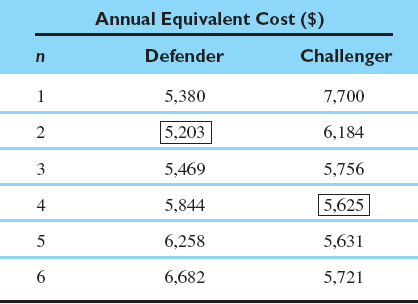 Annual Equivalent Cost ($)
n Defender Challenger
1 5,380 7,700
2 5,203 6,184
3 5,469 5,756
4 5,844 5,625
5 6,258 5,631
6 6,682 5,721